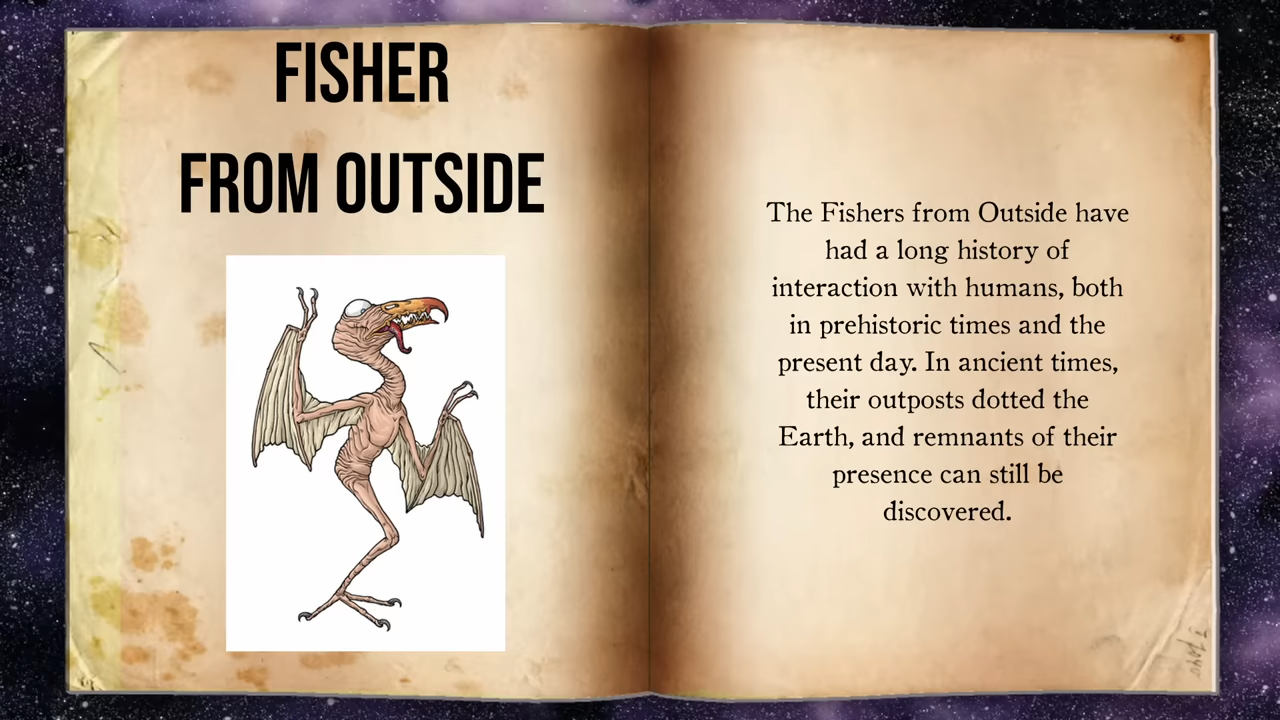 FISHER
FROM OUTSIDE
The Fishers from Outside have
had a long history of
interaction with humans, both
in prehistoric times and the
present day. In ancient times,
their outposts dotted the
Earth, and remnants of their
presence can still be
discovered.